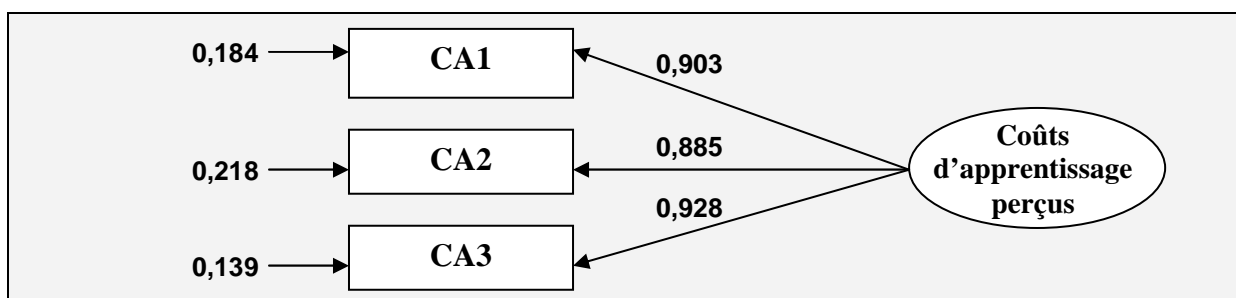 0,184
CA1
0,903
0,218
CA2
0,885
0,139
CA3
0,928
Coûts
d’apprentissage
perçus